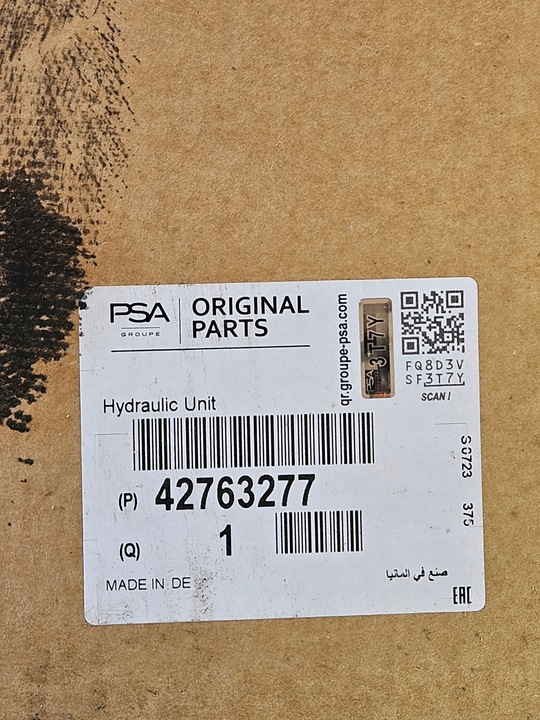 PSA
GROUPE
ORIGINAL
PARTS
qr.groupe-psa.com
PSA 3T7Y
FQ8D3V
SF3T7Y
SCAN !
Hydraulic Unit
S 0723 375
(P) 42763277
(Q) 1
MADE IN DE
صنع في المانيا
EAC